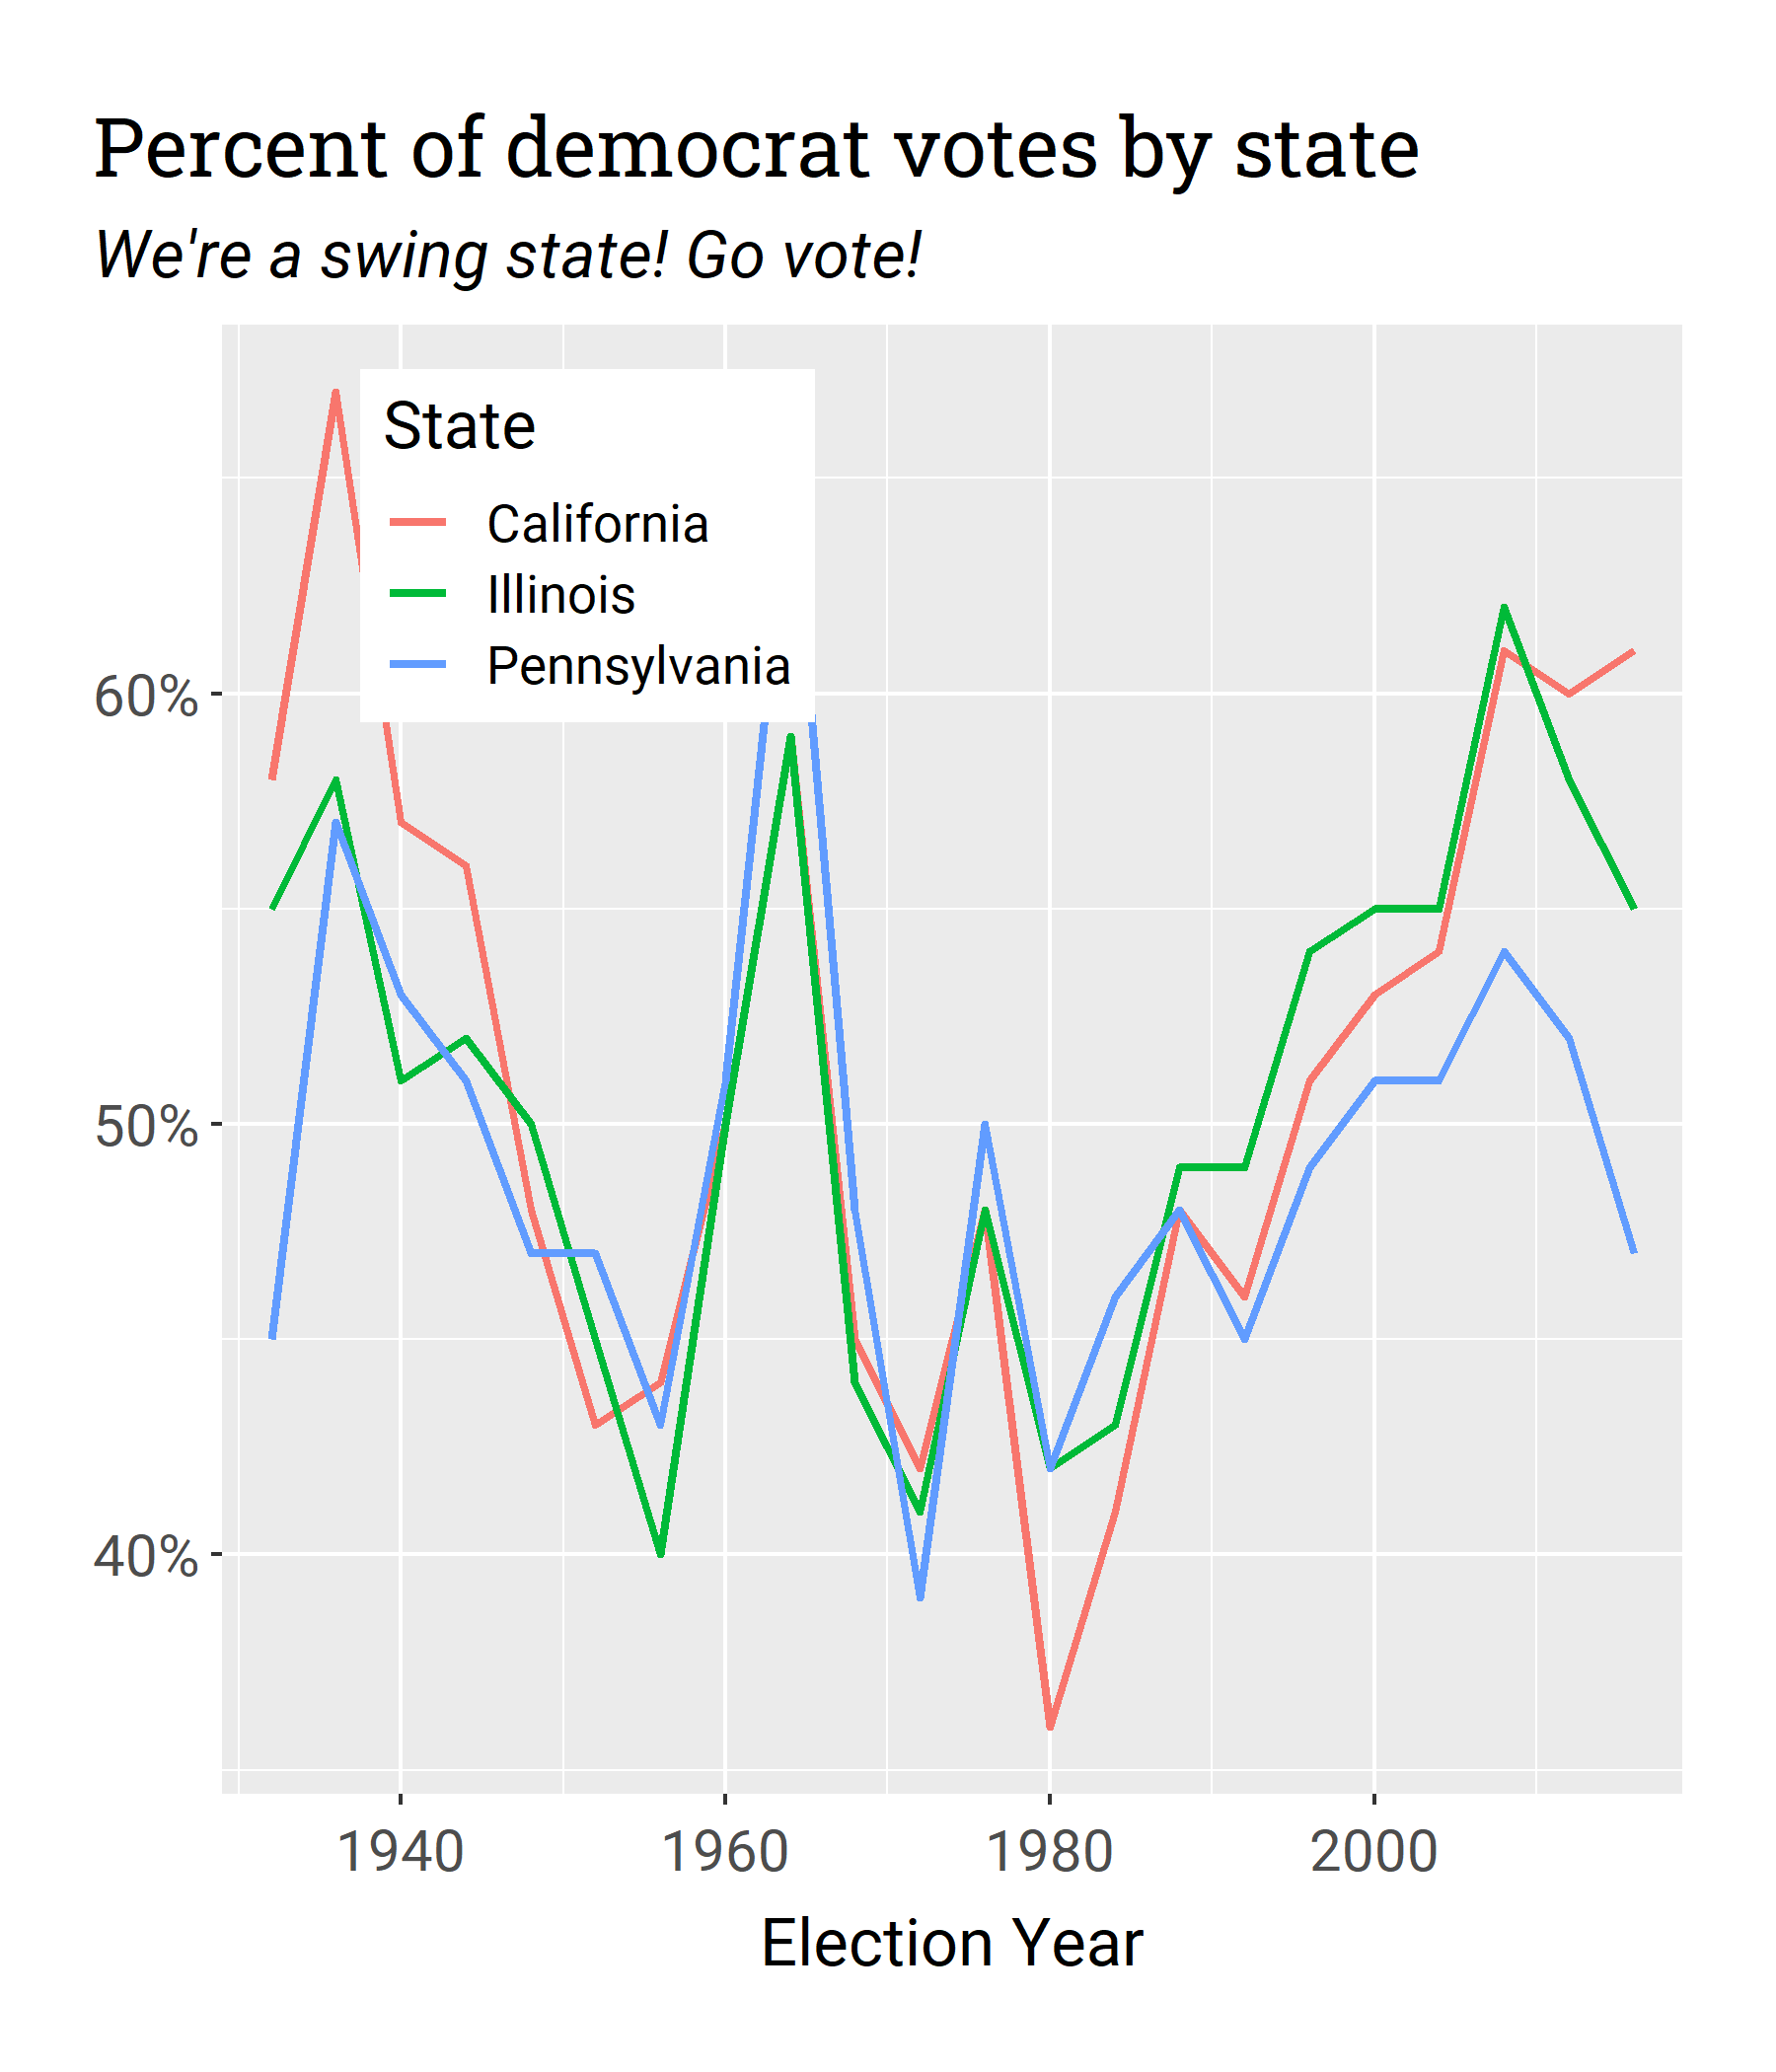 Percent of democrat votes by state
We're a swing state! Go vote!
State
California
Illinois
Pennsylvania
60%
50%
40%
1940 1960 1980 2000
Election Year